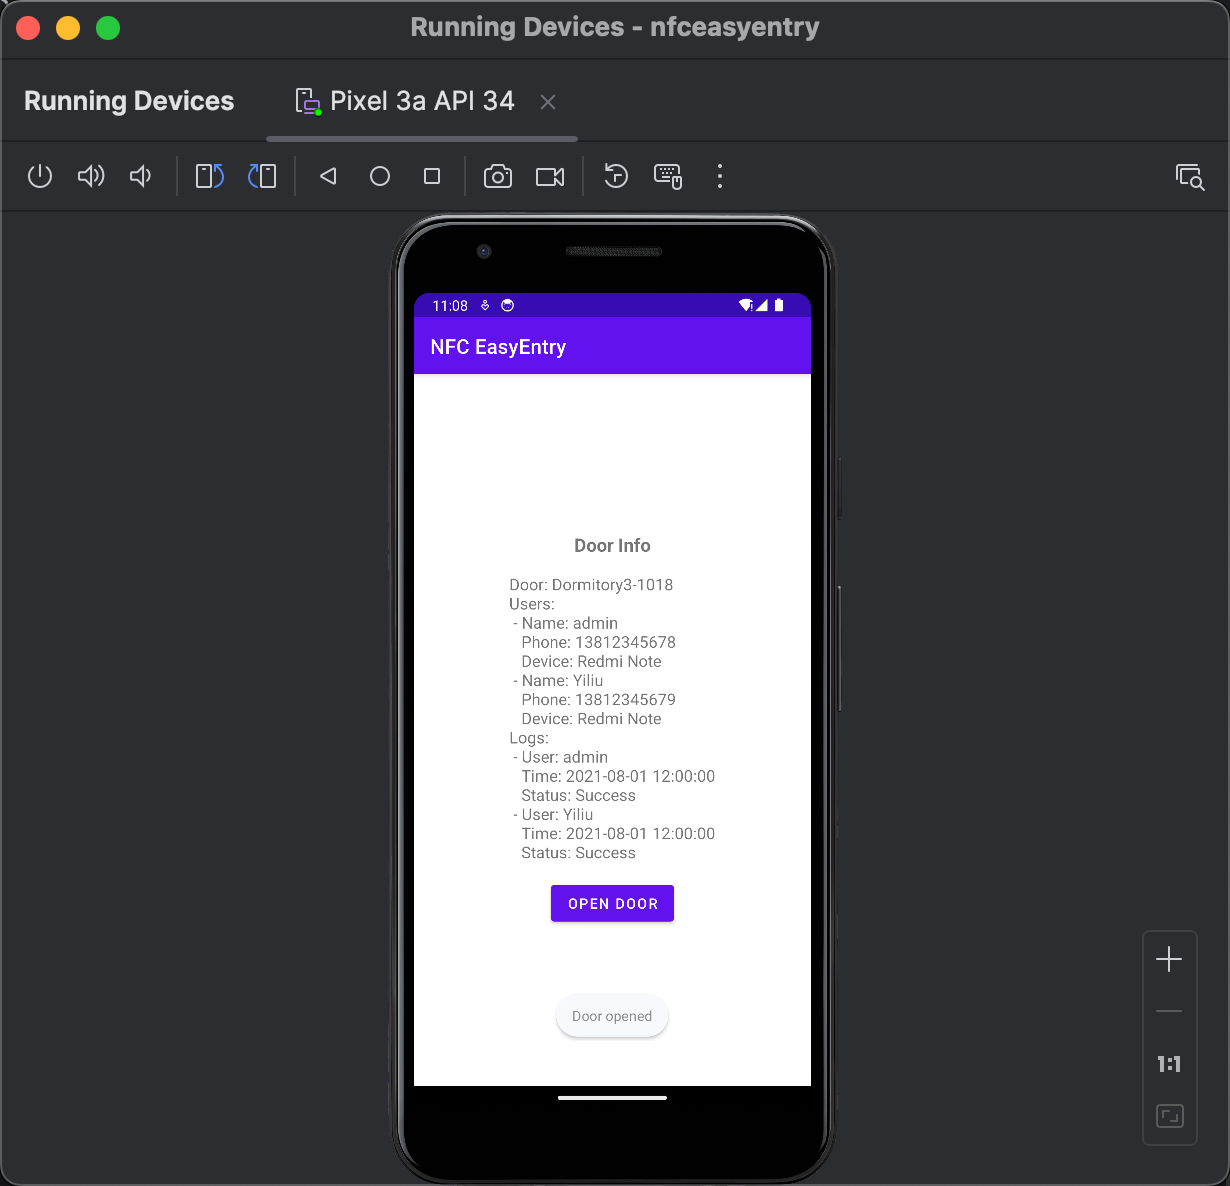 Running Devices - nfceasyentry
Running Devices
Pixel 3a API 34
11:08
NFC EasyEntry
Door Info
Door: Dormitory3-1018
Users:
- Name: admin
Phone: 13812345678
Device: Redmi Note
- Name: Yiliu
Phone: 13812345679
Device: Redmi Note
Logs:
- User: admin
Time: 2021-08-01 12:00:00
Status: Success
- User: Yiliu
Time: 2021-08-01 12:00:00
Status: Success
OPEN DOOR
Door opened
1:1